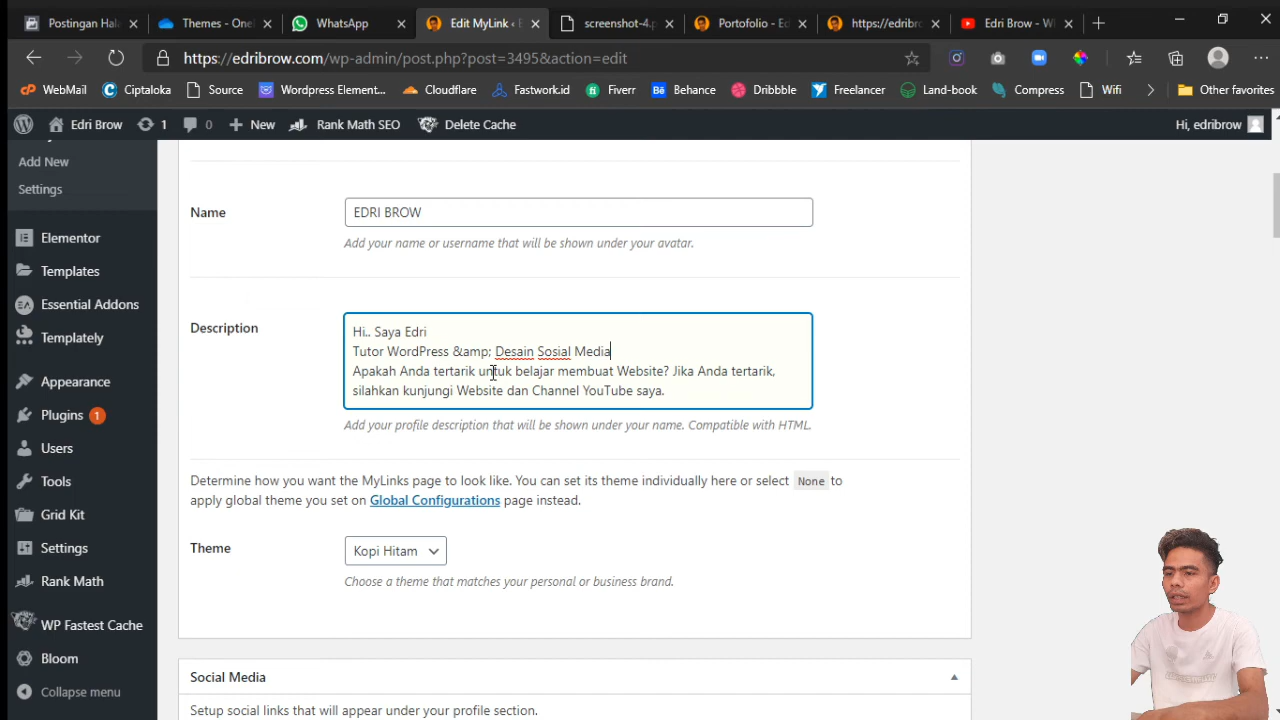 Postingan Hala
Themes - One
WhatsApp
Edit MyLink ‹ E
screenshot-4.p
Portofolio - Ed
https://edribro
Edri Brow - W
https://edribrow.com/wp-admin/post.php?post=3495&action=edit
WebMail
Ciptaloka
Source
Wordpress Element...
Cloudflare
Fastwork.id
Fiverr
Behance
Dribbble
Freelancer
Land-book
Compress
Wifi
Other favorites
Edri Brow
1
0
New
Rank Math SEO
Delete Cache
Hi, edribrow
Add New
Settings
Elementor
Templates
Essential Addons
Templately
Appearance
Plugins 1
Users
Tools
Grid Kit
Settings
Rank Math
WP Fastest Cache
Bloom
Collapse menu
Name
EDRI BROW
Add your name or username that will be shown under your avatar.
Description
Hi.. Saya Edri
Tutor WordPress &amp; Desain Sosial Media
Apakah Anda tertarik untuk belajar membuat Website? Jika Anda tertarik,
silahkan kunjungi Website dan Channel YouTube saya.
Add your profile description that will be shown under your name. Compatible with HTML.
Determine how you want the MyLinks page to look like. You can set its theme individually here or select None to
apply global theme you set on Global Configurations page instead.
Theme
Kopi Hitam
Choose a theme that matches your personal or business brand.
Social Media
Setup social links that will appear under your profile section.